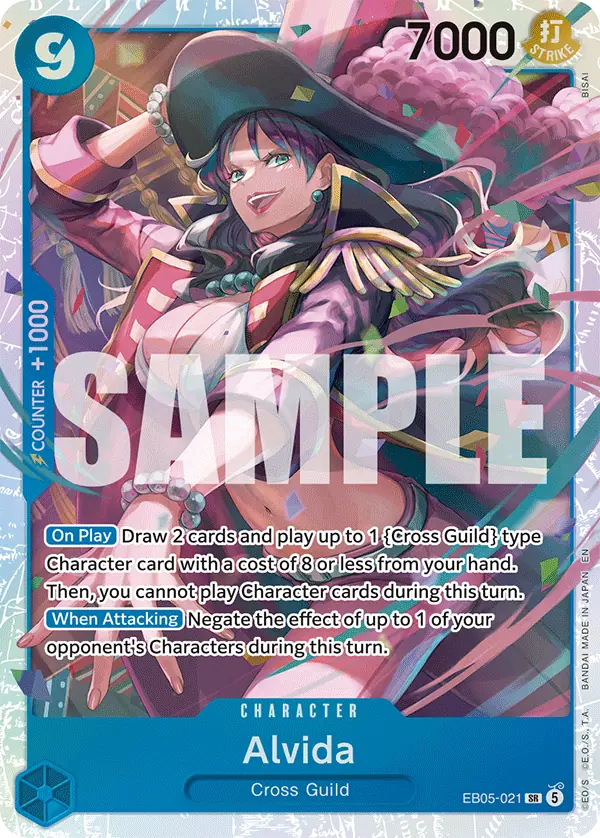 9
7000
打
STRIKE
BISAI
COUNTER +1000
SAMPLE
On Play Draw 2 cards and play up to 1 {Cross Guild} type
Character card with a cost of 8 or less from your hand.
Then, you cannot play Character cards during this turn.
When Attacking Negate the effect of up to 1 of your
opponent's Characters during this turn.
CHARACTER
Alvida
Cross Guild
EB05-021 SR 5
©E.O./S ©E.O./S., T.A. BANDAI MADE IN JAPAN EN